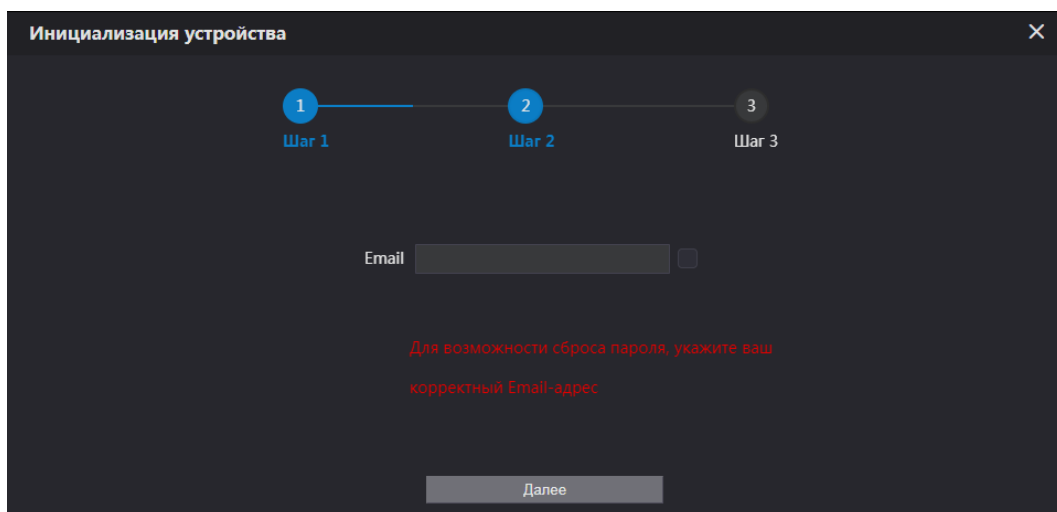 Инициализация устройства
1
2
3
Шаг 1
Шаг 2
Шаг 3
Email
Для возможности сброса пароля, укажите ваш
корректный Email-адрес
Далее